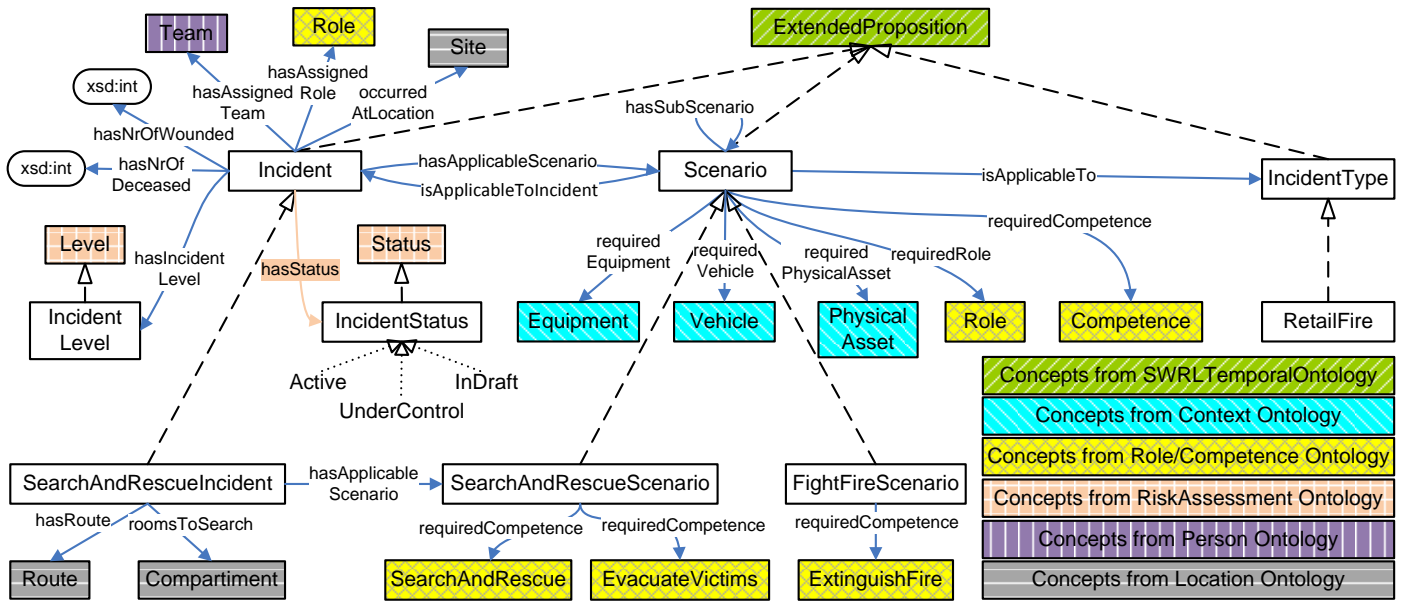 Team
Role
Site
ExtendedProposition
xsd:int
hasAssigned
Team
hasAssigned
Role
occurred
AtLocation
hasSubScenario
hasNrOfWounded
xsd:int
hasNrOf
Deceased
Incident
hasApplicableScenario
isApplicableToIncident
Scenario
isApplicableTo
IncidentType
Level
hasIncident
Level
hasStatus
Status
required
Equipment
required
Vehicle
required
PhysicalAsset
requiredRole
requiredCompetence
Incident
Level
IncidentStatus
Equipment
Vehicle
Physical
Asset
Role
Competence
RetailFire
Active
InDraft
UnderControl
Concepts from SWRLTemporalOntology
Concepts from Context Ontology
Concepts from Role/Competence Ontology
Concepts from RiskAssessment Ontology
Concepts from Person Ontology
Concepts from Location Ontology
SearchAndRescueIncident
hasApplicable
Scenario
SearchAndRescueScenario
FightFireScenario
hasRoute
roomsToSearch
requiredCompetence
requiredCompetence
requiredCompetence
Route
Compartiment
SearchAndRescue
EvacuateVictims
ExtinguishFire